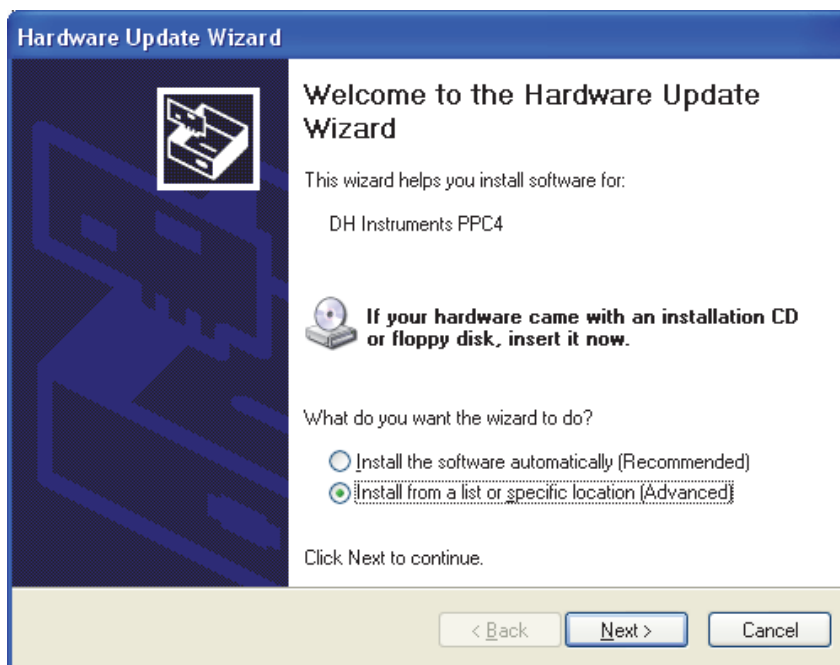 Hardware Update Wizard
Welcome to the Hardware Update
Wizard
This wizard helps you install software for:
DH Instruments PPC4
If your hardware came with an installation CD
or floppy disk, insert it now.
What do you want the wizard to do?
Install the software automatically (Recommended)
Install from a list or specific location (Advanced)
Click Next to continue.
< Back
Next >
Cancel